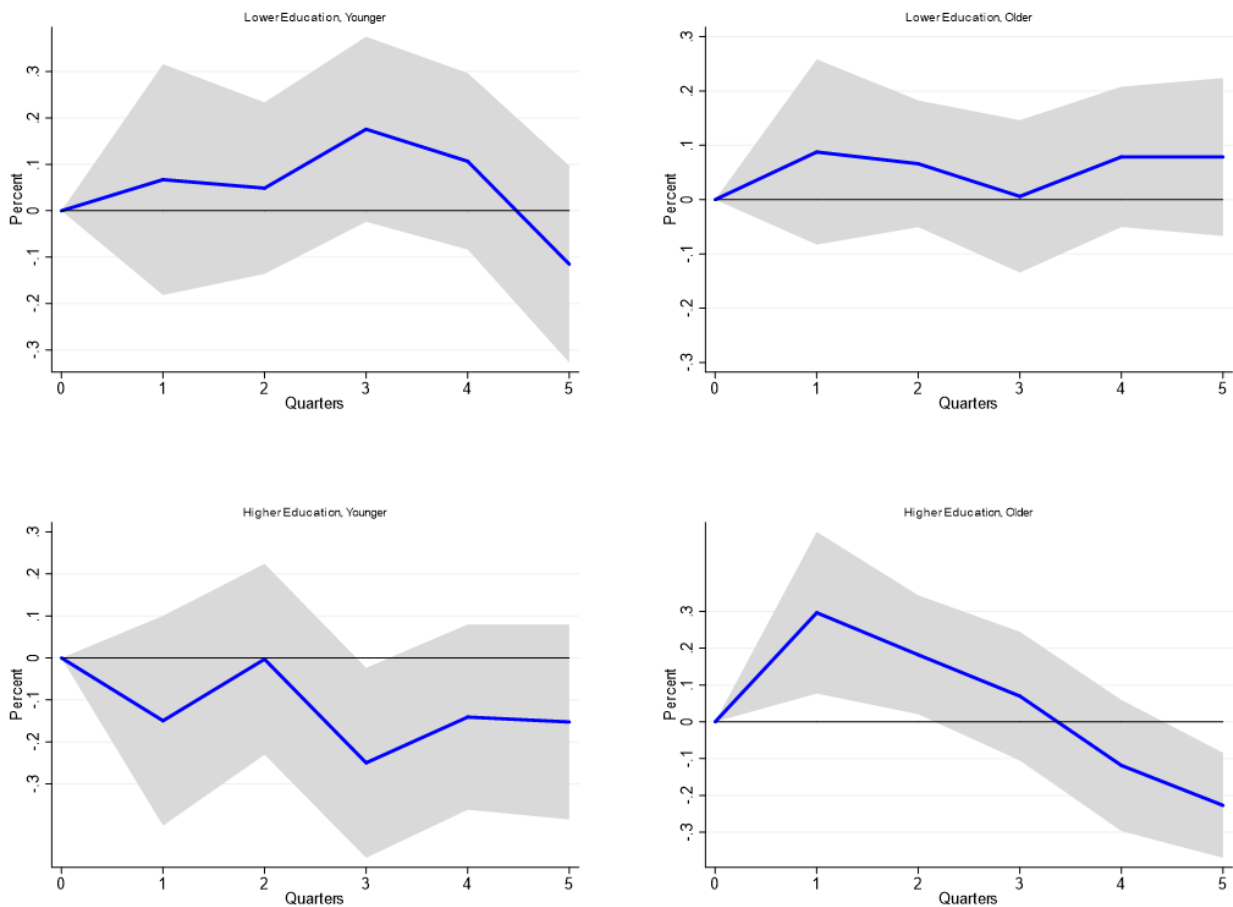 Lower Education, Younger
Percent
.3
.2
.1
0
-.1
-.2
-.3
0 1 2 3 4 5
Quarters
Lower Education, Older
Percent
.3
.2
.1
0
-.1
-.2
-.3
0 1 2 3 4 5
Quarters
Higher Education, Younger
Percent
.3
.2
.1
0
-.1
-.2
-.3
0 1 2 3 4 5
Quarters
Higher Education, Older
Percent
.3
.2
.1
0
-.1
-.2
-.3
0 1 2 3 4 5
Quarters